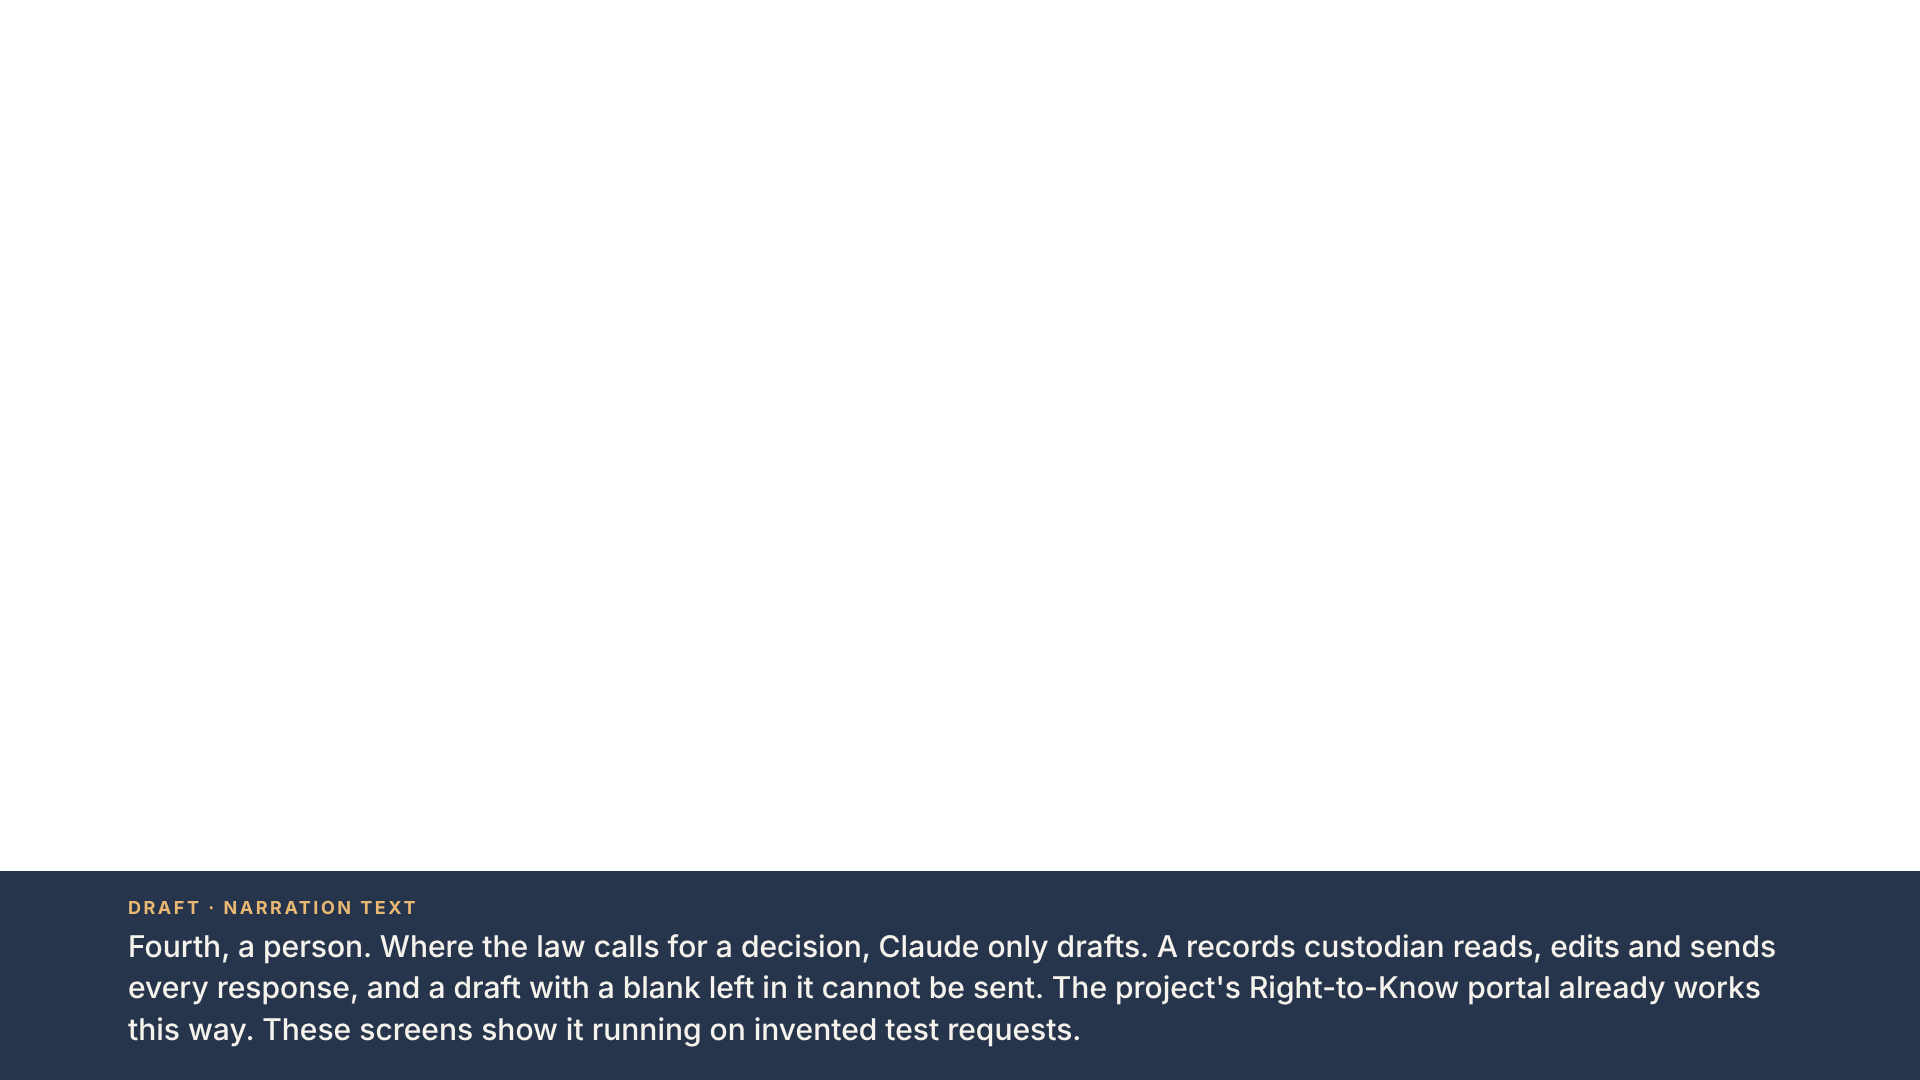 DRAFT · NARRATION TEXT
Fourth, a person. Where the law calls for a decision, Claude only drafts. A records custodian reads, edits and sends
every response, and a draft with a blank left in it cannot be sent. The project's Right-to-Know portal already works
this way. These screens show it running on invented test requests.